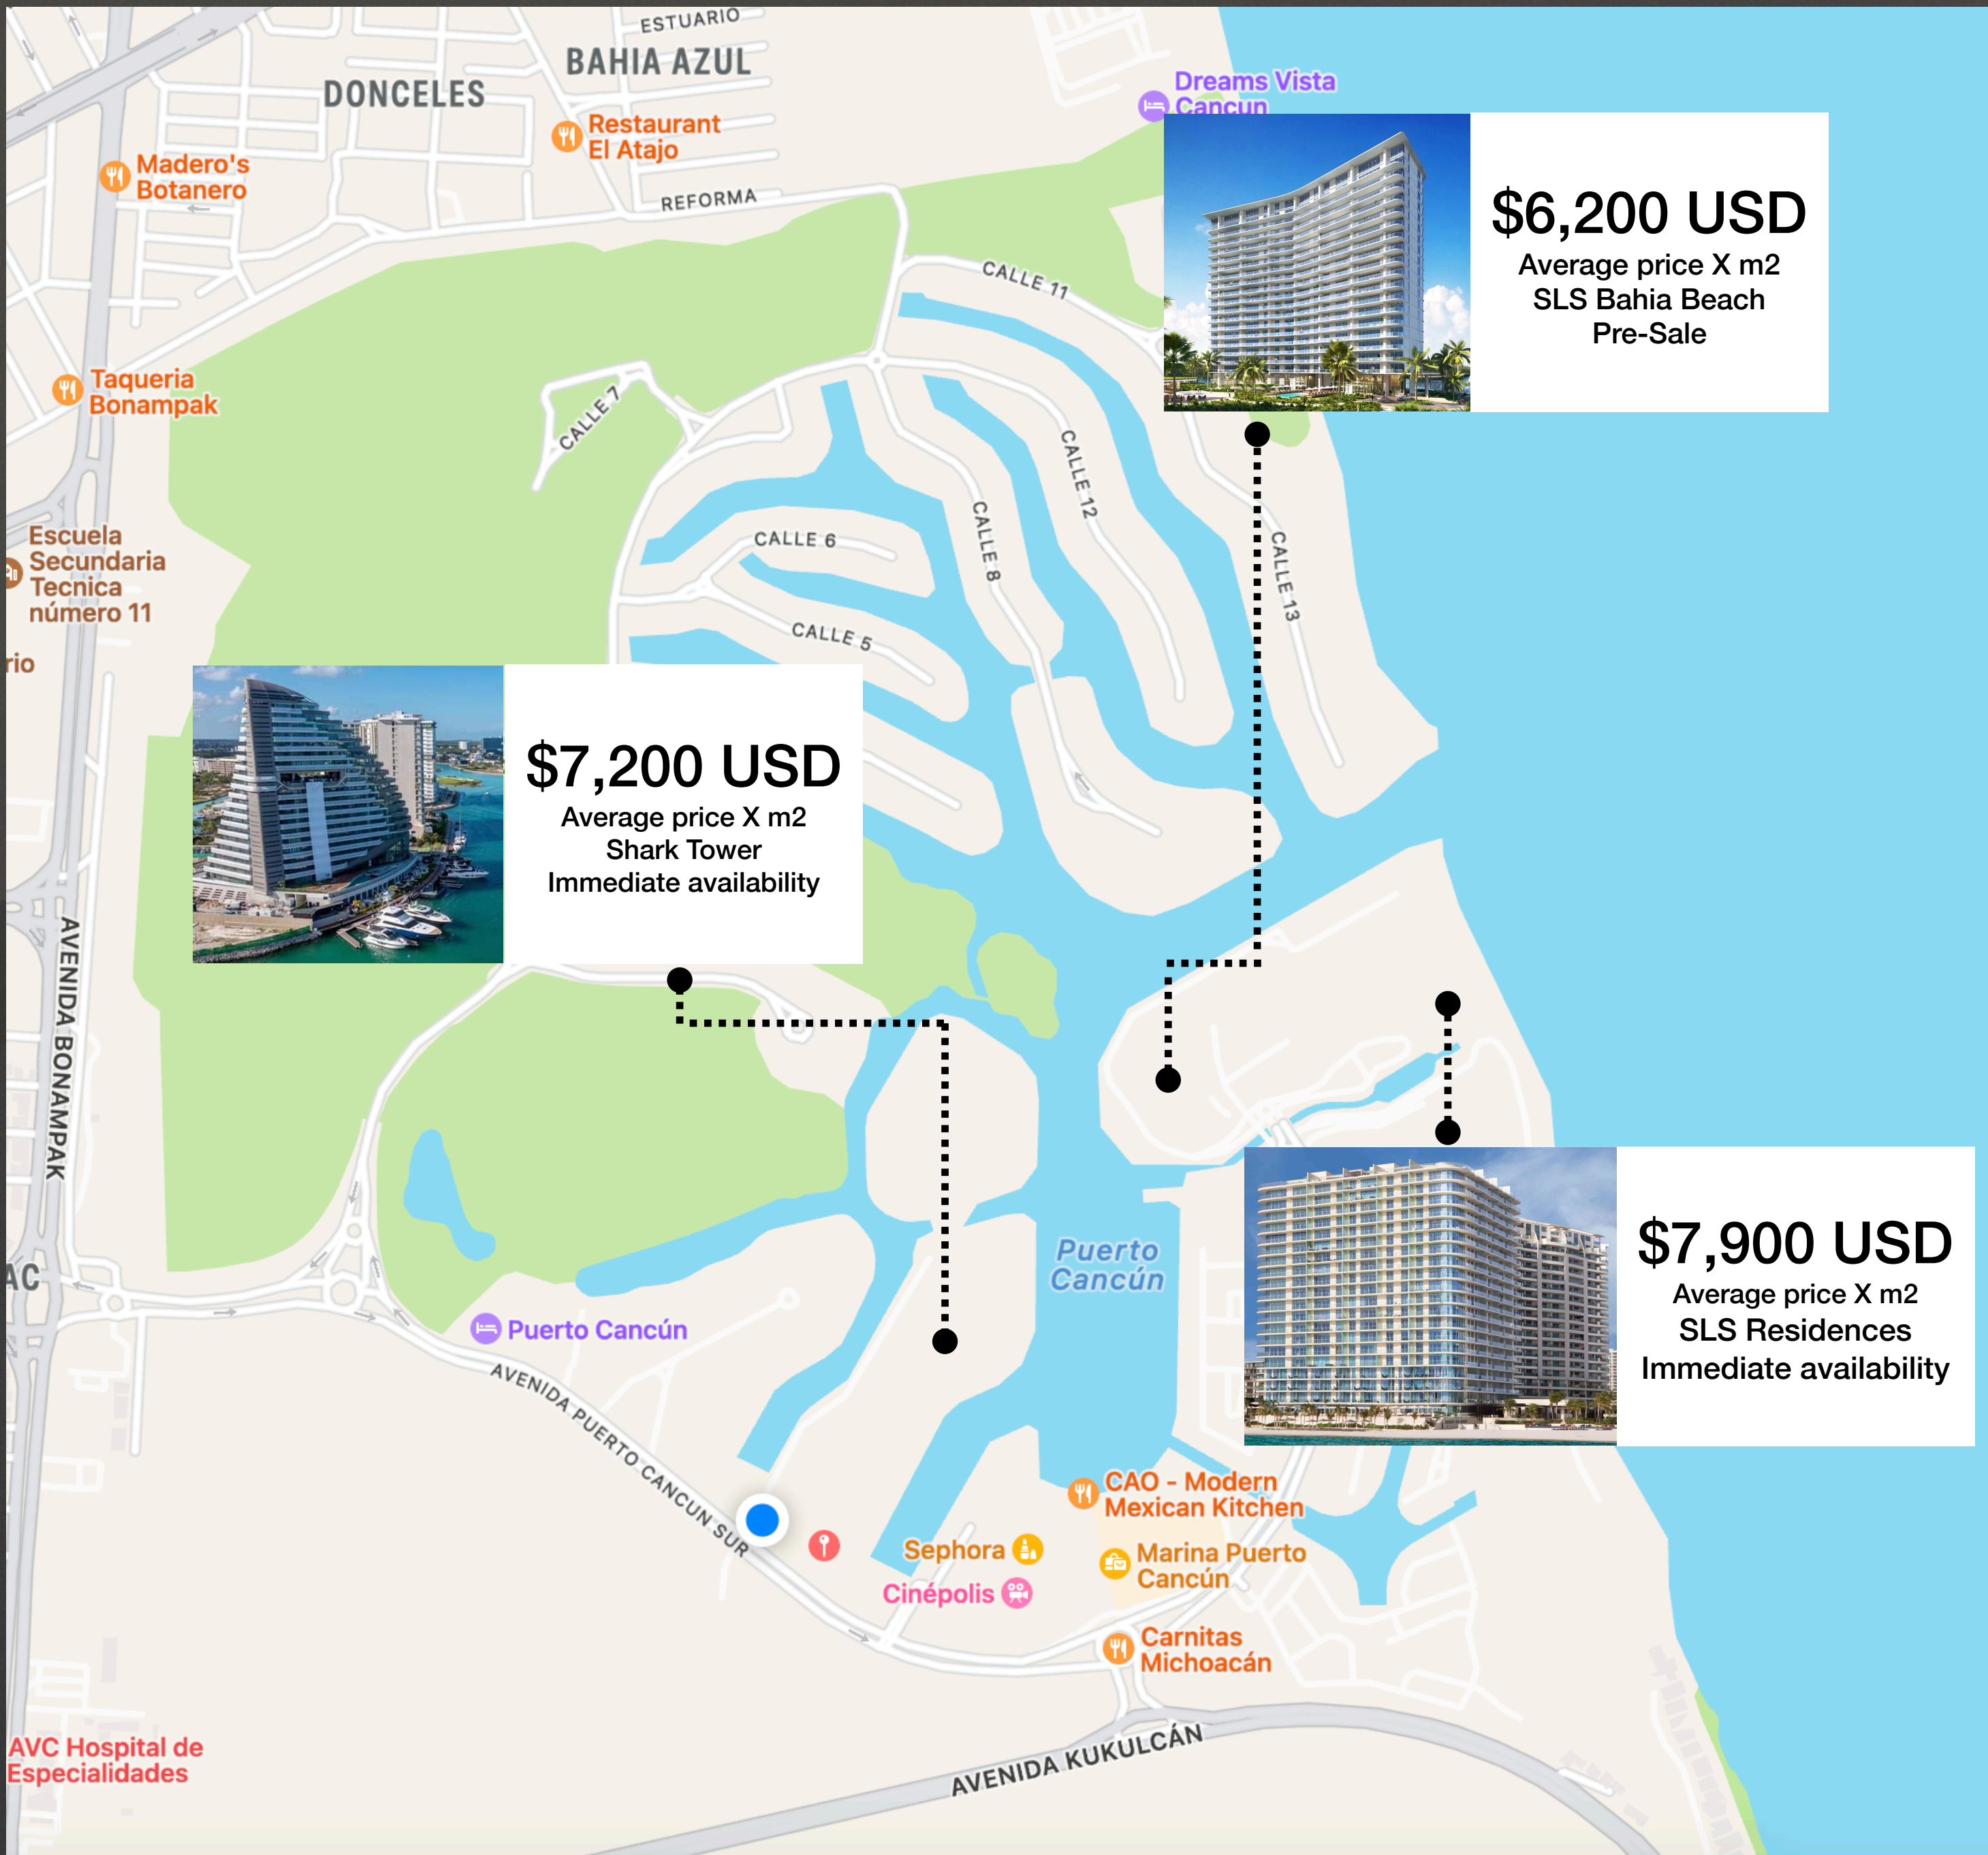 ESTUARIO
BAHIA AZUL
DONCELES
Dreams Vista
Cancun
Restaurant
El Atajo
Madero's
Botanero
REFORMA
$6,200 USD
Average price X m2
SLS Bahia Beach
Pre-Sale
CALLE 11
Taqueria
Bonampak
CALLE 7
CALLE 12
Escuela
Secundaria
Tecnica
número 11
CALLE 6
CALLE 8
CALLE 13
CALLE 5
rio
$7,200 USD
Average price X m2
Shark Tower
Immediate availability
AVENIDA BONAMPAK
Puerto
Cancún
$7,900 USD
Average price X m2
SLS Residences
Immediate availability
AC
Puerto Cancún
AVENIDA PUERTO CANCUN SUR
CAO - Modern
Mexican Kitchen
Sephora
Marina Puerto
Cancún
Cinépolis
Carnitas
Michoacán
AVENIDA KUKULCÁN
AVC Hospital de
Especialidades